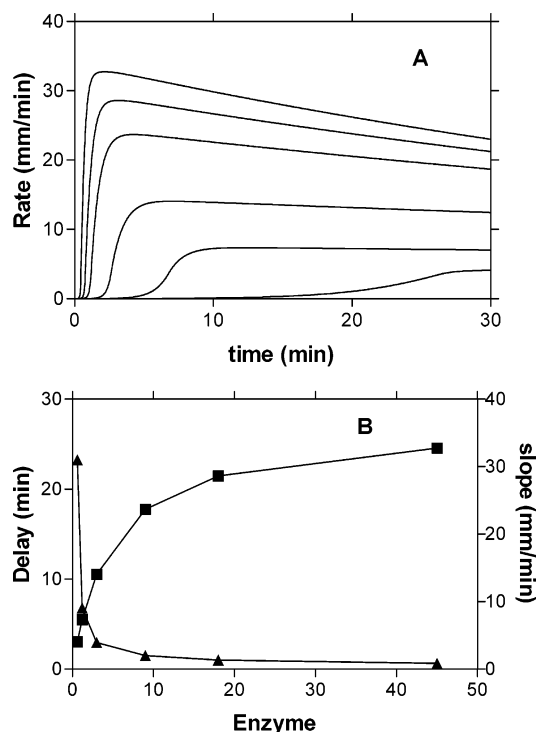 40
A
30
20
10
0
Rate (mm/min)
0 10 20 30
time (min)
30 40
B
20 30
20
10 10
0 0
Delay (min)
slope (mm/min)
0 10 20 30 40 50
Enzyme